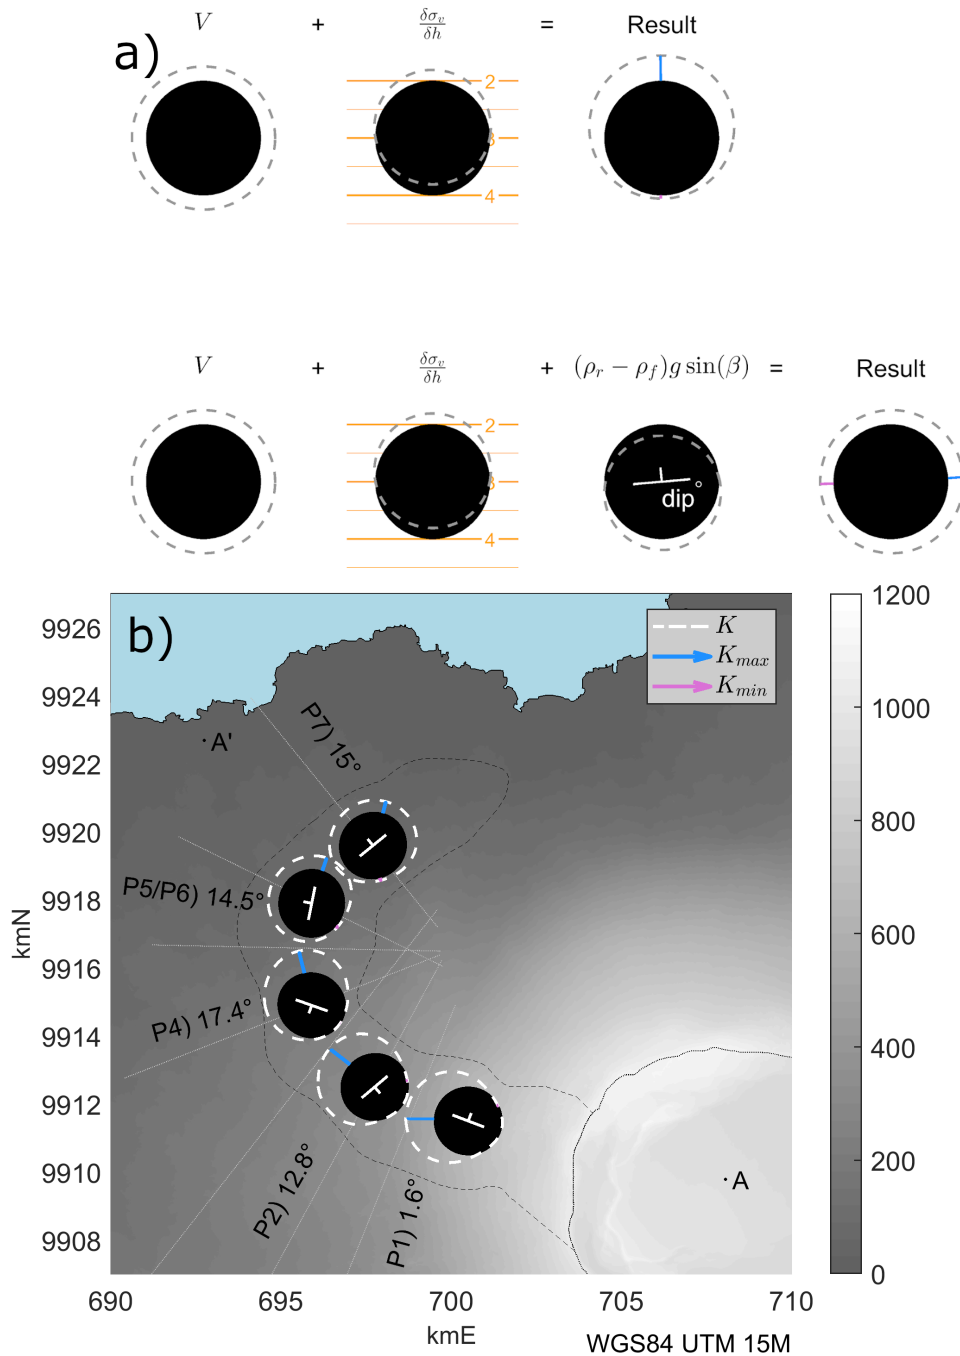 a)
V + δσᵥ/δh = Result
2
3
4
V + δσᵥ/δh + (ρᵣ − ρ_f)g sin(β) = Result
2
3
dip°
4
b)
K
K_max
K_min
9926
9924
9922
9920
9918
9916
9914
9912
9910
9908
kmN
A'
P7) 15°
P5/P6) 14.5°
P4) 17.4°
P2) 12.8°
P1) 1.6°
A
1200
1000
800
600
400
200
0
690 695 700 705 710
kmE
WGS84 UTM 15M